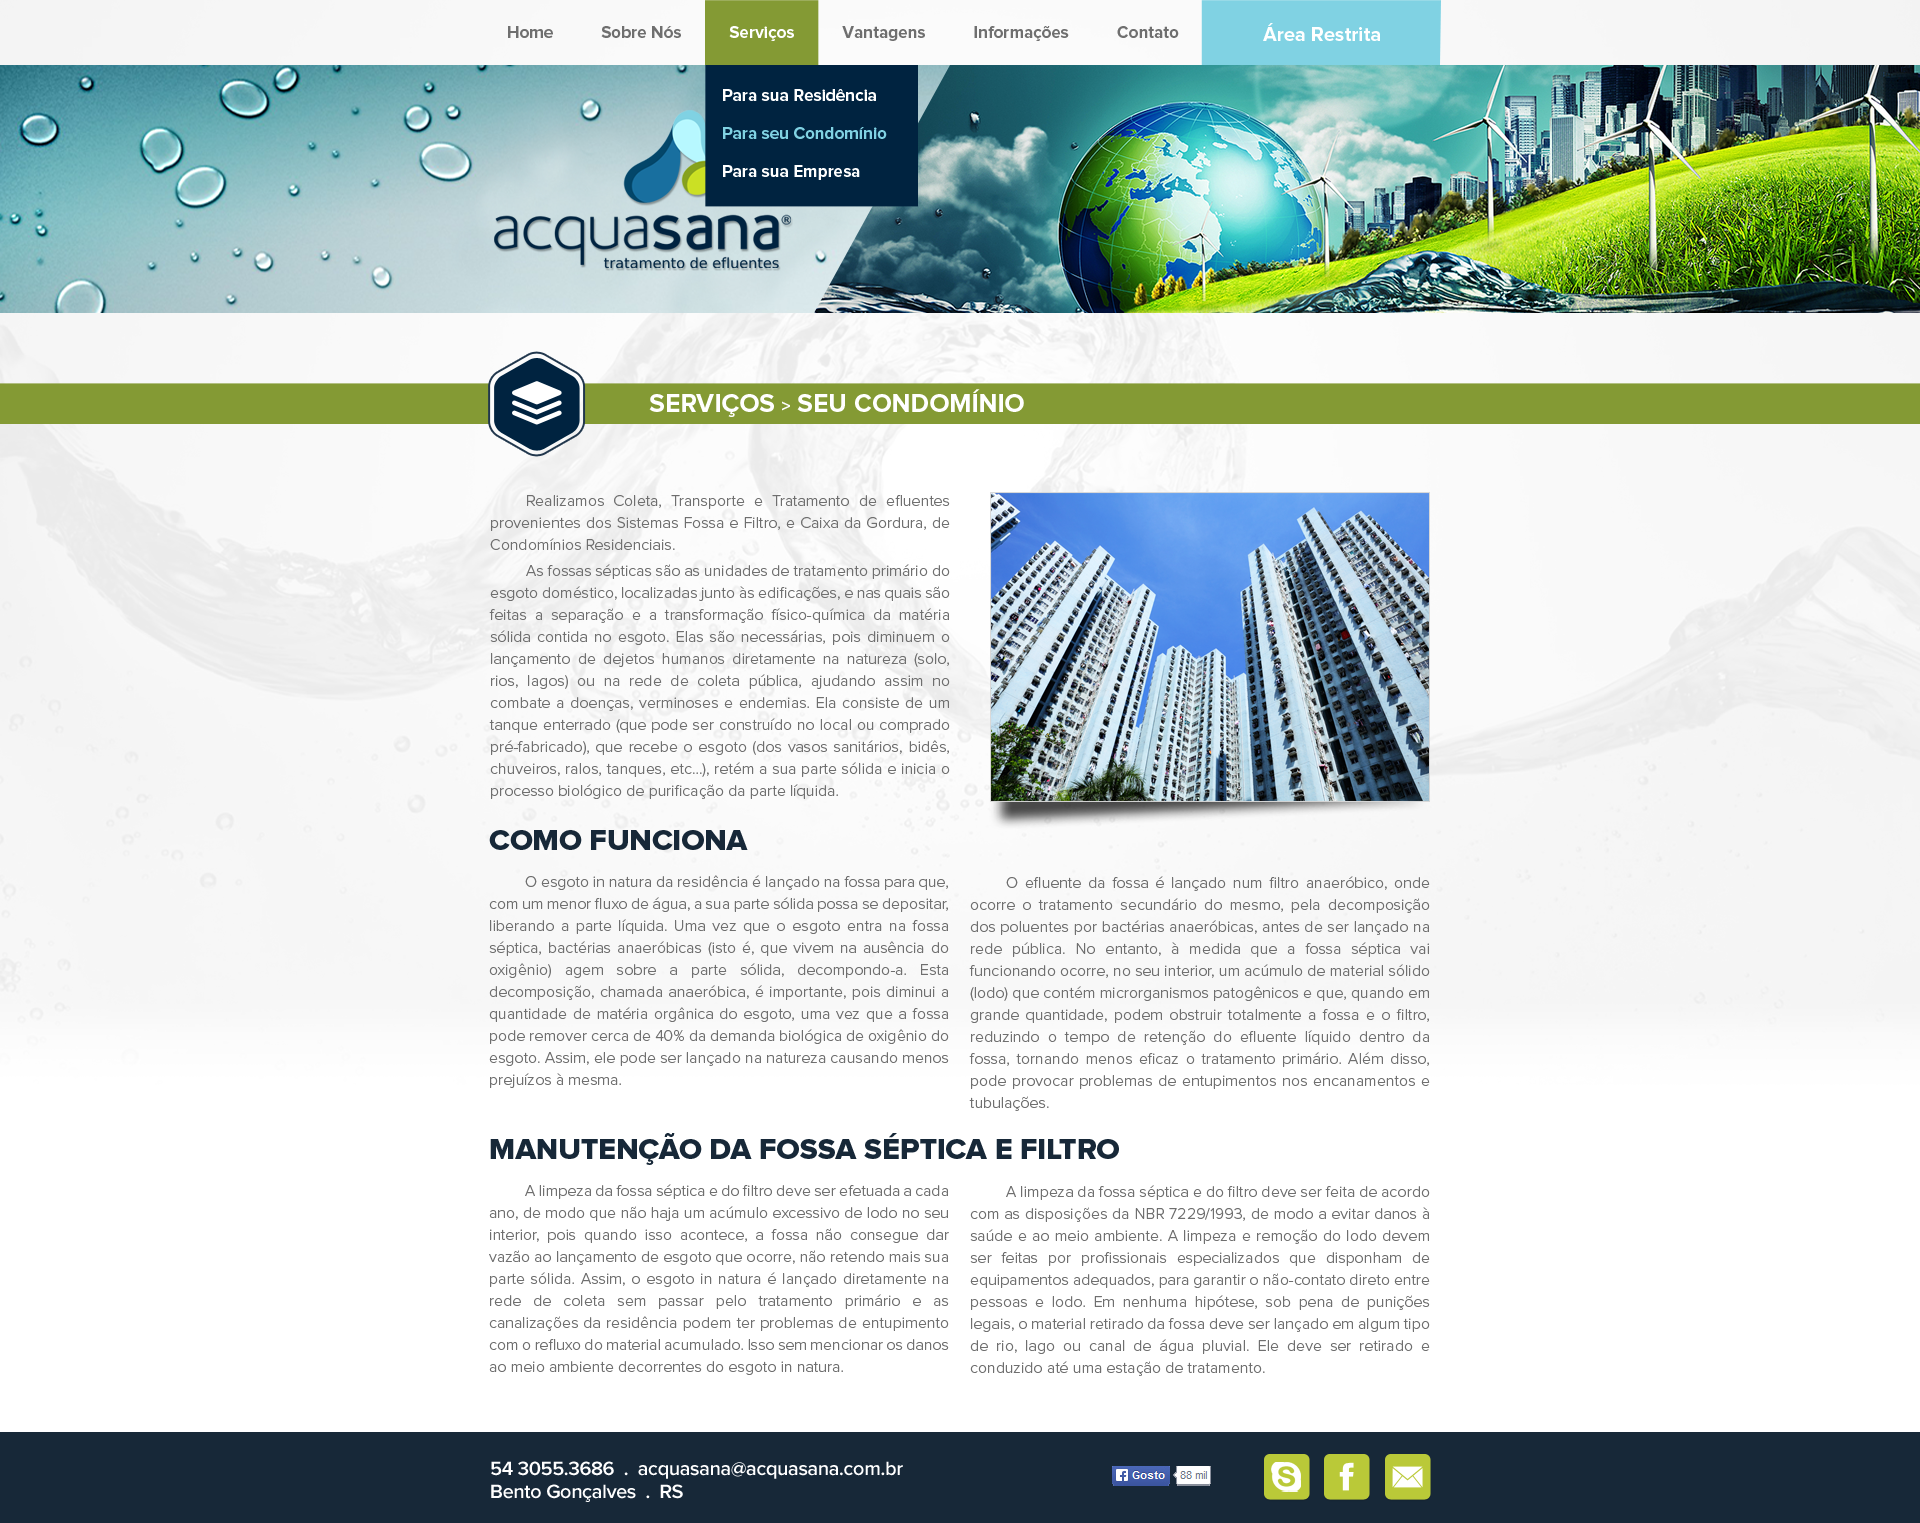 Home Sobre Nós Serviços Vantagens Informações Contato Área Restrita
Para sua Residência
Para seu Condomínio
Para sua Empresa
acquasana®
tratamento de efluentes
SERVIÇOS > SEU CONDOMÍNIO
Realizamos Coleta, Transporte e Tratamento de efluentes
provenientes dos Sistemas Fossa e Filtro, e Caixa da Gordura, de
Condomínios Residenciais.
As fossas sépticas são as unidades de tratamento primário do
esgoto doméstico, localizadas junto às edificações, e nas quais são
feitas a separação e a transformação físico-química da matéria
sólida contida no esgoto. Elas são necessárias, pois diminuem o
lançamento de dejetos humanos diretamente na natureza (solo,
rios, lagos) ou na rede de coleta pública, ajudando assim no
combate a doenças, verminoses e endemias. Ela consiste de um
tanque enterrado (que pode ser construído no local ou comprado
pré-fabricado), que recebe o esgoto (dos vasos sanitários, bidês,
chuveiros, ralos, tanques, etc...), retém a sua parte sólida e inicia o
processo biológico de purificação da parte líquida.
COMO FUNCIONA
O esgoto in natura da residência é lançado na fossa para que,
com um menor fluxo de água, a sua parte sólida possa se depositar,
liberando a parte líquida. Uma vez que o esgoto entra na fossa
séptica, bactérias anaeróbicas (isto é, que vivem na ausência do
oxigênio) agem sobre a parte sólida, decompondo-a. Esta
decomposição, chamada anaeróbica, é importante, pois diminui a
quantidade de matéria orgânica do esgoto, uma vez que a fossa
pode remover cerca de 40% da demanda biológica de oxigênio do
esgoto. Assim, ele pode ser lançado na natureza causando menos
prejuízos à mesma.
O efluente da fossa é lançado num filtro anaeróbico, onde
ocorre o tratamento secundário do mesmo, pela decomposição
dos poluentes por bactérias anaeróbicas, antes de ser lançado na
rede pública. No entanto, à medida que a fossa séptica vai
funcionando ocorre, no seu interior, um acúmulo de material sólido
(lodo) que contém microrganismos patogênicos e que, quando em
grande quantidade, podem obstruir totalmente a fossa e o filtro,
reduzindo o tempo de retenção do efluente líquido dentro da
fossa, tornando menos eficaz o tratamento primário. Além disso,
pode provocar problemas de entupimentos nos encanamentos e
tubulações.
MANUTENÇÃO DA FOSSA SÉPTICA E FILTRO
A limpeza da fossa séptica e do filtro deve ser efetuada a cada
ano, de modo que não haja um acúmulo excessivo de lodo no seu
interior, pois quando isso acontece, a fossa não consegue dar
vazão ao lançamento de esgoto que ocorre, não retendo mais sua
parte sólida. Assim, o esgoto in natura é lançado diretamente na
rede de coleta sem passar pelo tratamento primário e as
canalizações da residência podem ter problemas de entupimento
com o refluxo do material acumulado. Isso sem mencionar os danos
ao meio ambiente decorrentes do esgoto in natura.
A limpeza da fossa séptica e do filtro deve ser feita de acordo
com as disposições da NBR 7229/1993, de modo a evitar danos à
saúde e ao meio ambiente. A limpeza e remoção do lodo devem
ser feitas por profissionais especializados que disponham de
equipamentos adequados, para garantir o não-contato direto entre
pessoas e lodo. Em nenhuma hipótese, sob pena de punições
legais, o material retirado da fossa deve ser lançado em algum tipo
de rio, lago ou canal de água pluvial. Ele deve ser retirado e
conduzido até uma estação de tratamento.
54 3055.3686 . acquasana@acquasana.com.br
Bento Gonçalves . RS
Gosto 88 mil